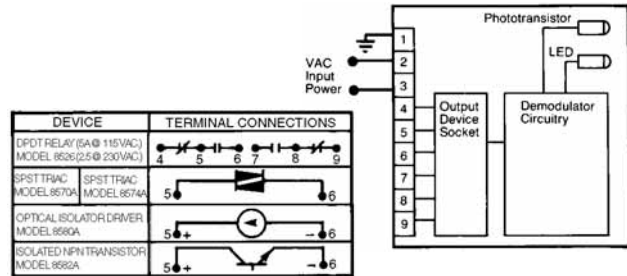 Phototransistor
LED
VAC
Input
Power
1
2
3
4
5
6
7
8
9
Output
Device
Socket
Demodulator
Circuitry
DEVICE
TERMINAL CONNECTIONS
DPDT RELAY (5A @ 115VAC)
MODEL 8526 (2.5 @ 230VAC)
4 5 6 7 8 9
SPST TRIAC
MODEL 8570A
SPST TRIAC
MODEL 8574A
5 6
OPTICAL ISOLATOR DRIVER
MODEL 8580A
5 + − 6
ISOLATED NPN TRANSISTOR
MODEL 8582A
5 + − 6